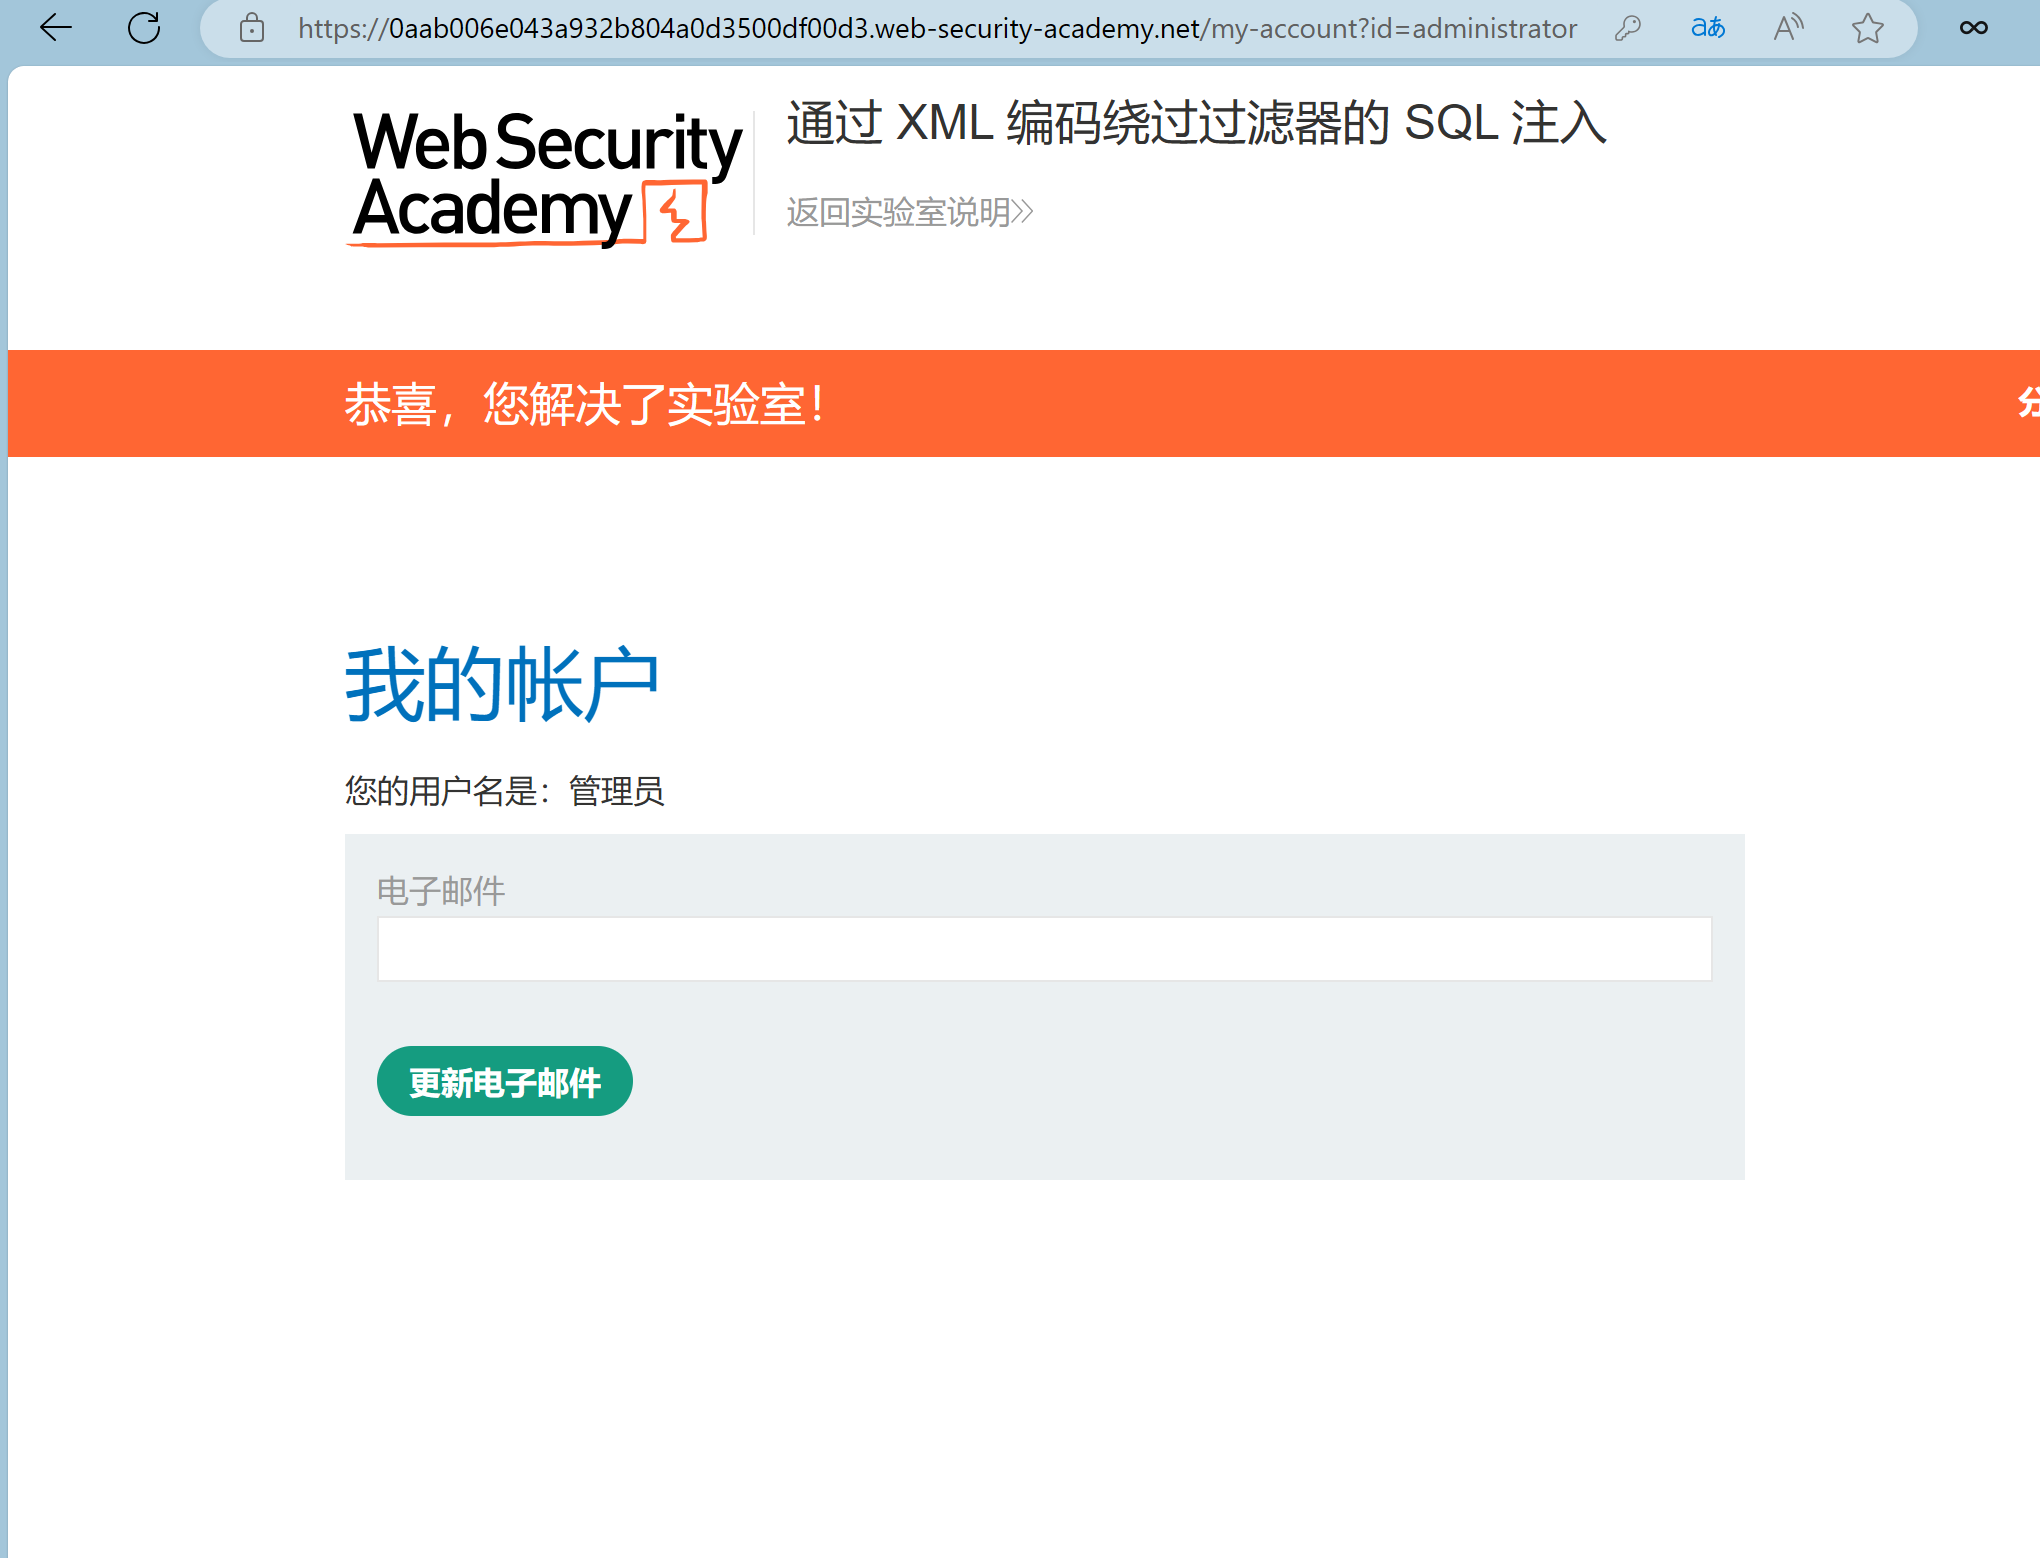 https://0aab006e043a932b804a0d3500df00d3.web-security-academy.net/my-account?id=administrator
aあ
A
Web Security
Academy
通过 XML 编码绕过过滤器的 SQL 注入
返回实验室说明
恭喜，您解决了实验室！
我的帐户
您的用户名是：管理员
电子邮件
更新电子邮件